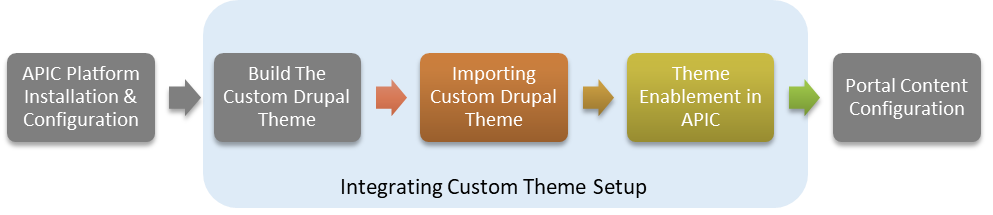 APIC Platform
Installation &
Configuration
Build The
Custom Drupal
Theme
Importing
Custom Drupal
Theme
Theme
Enablement in
APIC
Portal Content
Configuration
Integrating Custom Theme Setup